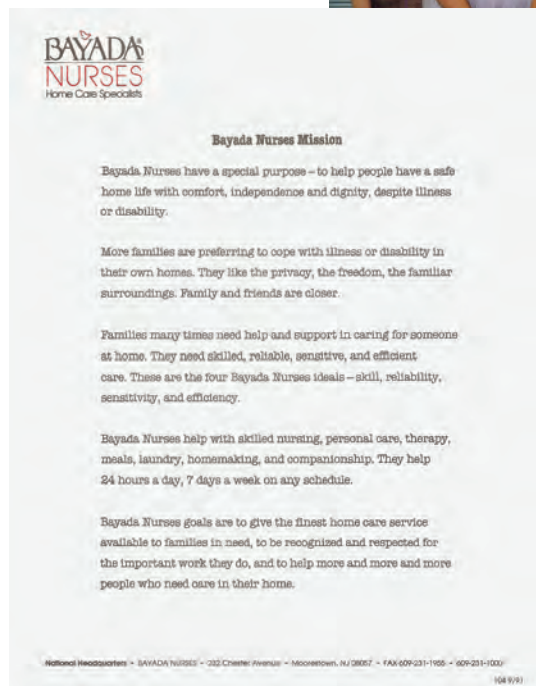 BAYADA®
NURSES
Home Care Specialists
Bayada Nurses Mission
Bayada Nurses have a special purpose – to help people have a safe
home life with comfort, independence and dignity, despite illness
or disability.
More families are preferring to cope with illness or disability in
their own homes. They like the privacy, the freedom, the familiar
surroundings. Family and friends are closer.
Families many times need help and support in caring for someone
at home. They need skilled, reliable, sensitive, and efficient
care. These are the four Bayada Nurses ideals – skill, reliability,
sensitivity, and efficiency.
Bayada Nurses help with skilled nursing, personal care, therapy,
meals, laundry, homemaking, and companionship. They help
24 hours a day, 7 days a week on any schedule.
Bayada Nurses goals are to give the finest home care service
available to families in need, to be recognized and respected for
the important work they do, and to help more and more and more
people who need care in their home.
National Headquarters • BAYADA NURSES • Chester Avenue • Moorestown, NJ 08057 • FAX 609-231-1955 • 609-231-1000